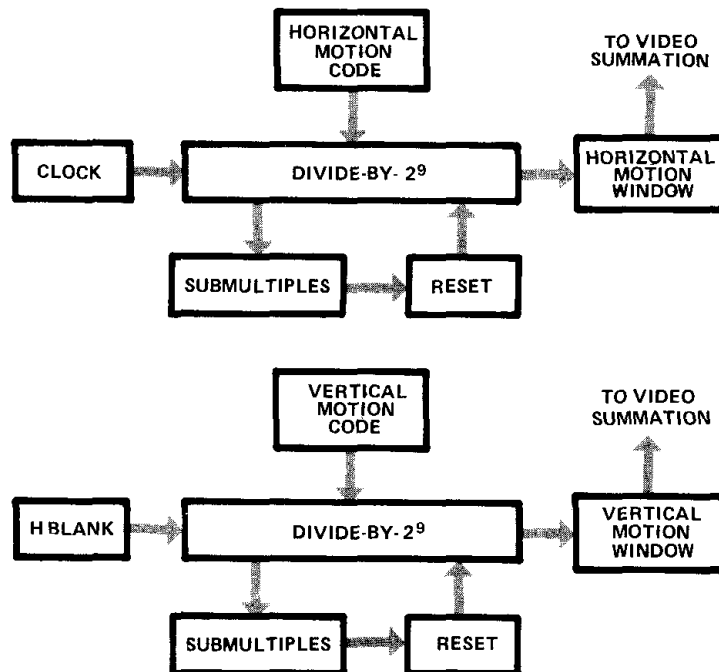 HORIZONTAL
MOTION
CODE
TO VIDEO
SUMMATION
CLOCK
DIVIDE-BY-2⁹
HORIZONTAL
MOTION
WINDOW
SUBMULTIPLES
RESET
VERTICAL
MOTION
CODE
TO VIDEO
SUMMATION
H BLANK
DIVIDE-BY-2⁹
VERTICAL
MOTION
WINDOW
SUBMULTIPLES
RESET